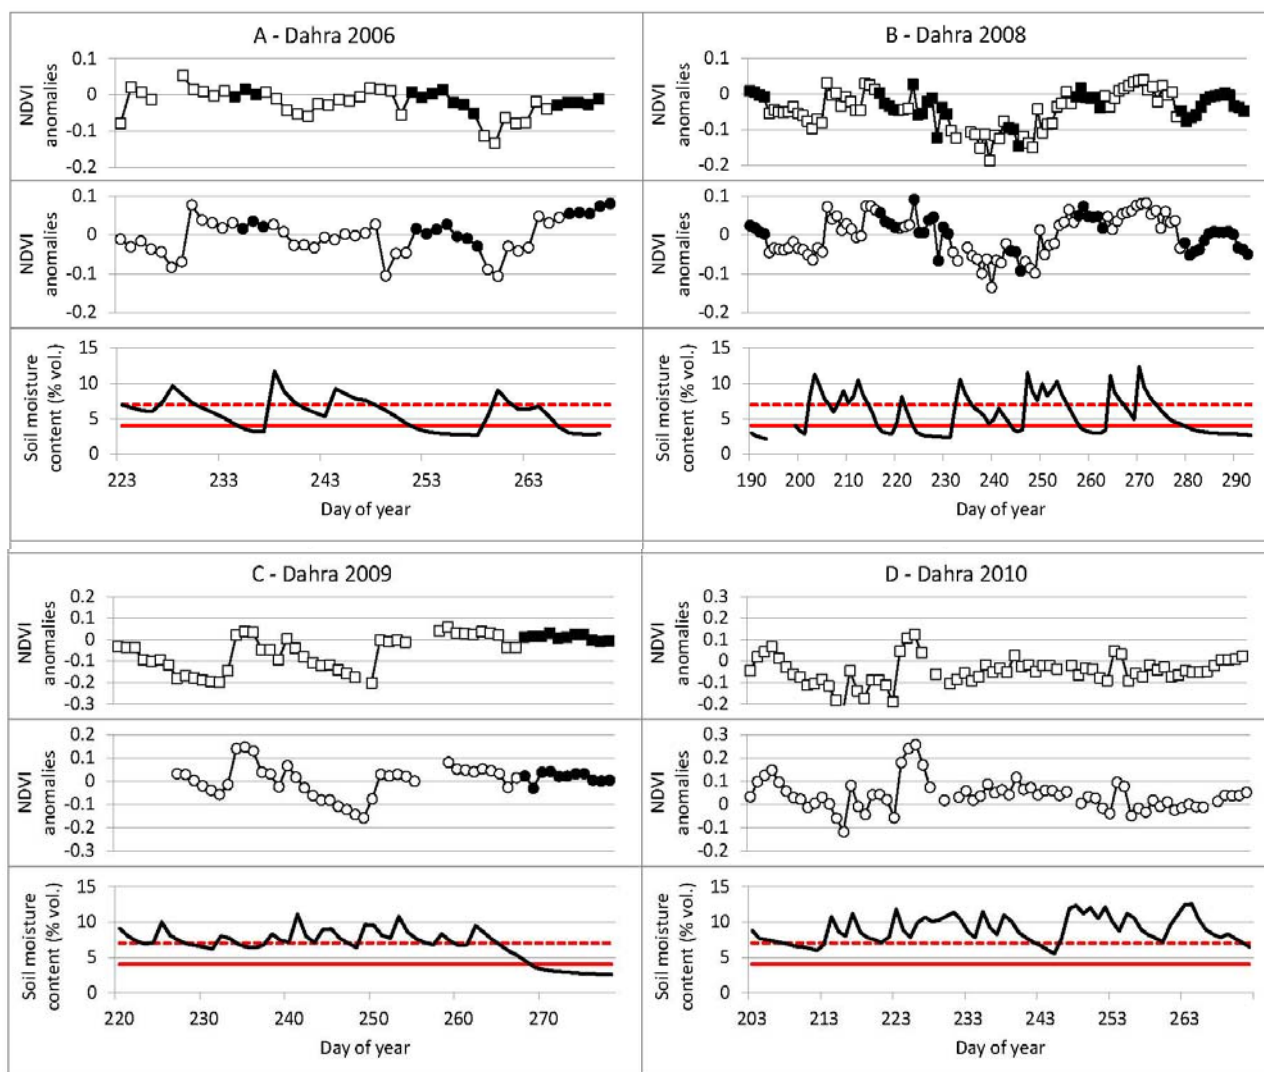 A - Dahra 2006
NDVI
anomalies
0.1
0
-0.1
-0.2
NDVI
anomalies
0.1
0
-0.1
-0.2
Soil moisture
content (% vol.)
15
10
5
0
223 233 243 253 263
Day of year
B - Dahra 2008
NDVI
anomalies
0.1
0
-0.1
-0.2
NDVI
anomalies
0.1
0
-0.1
-0.2
Soil moisture
content (% vol.)
15
10
5
0
190 200 210 220 230 240 250 260 270 280 290
Day of year
C - Dahra 2009
NDVI
anomalies
0.2
0.1
0
-0.1
-0.2
-0.3
NDVI
anomalies
0.2
0.1
0
-0.1
-0.2
-0.3
Soil moisture
content (% vol.)
15
10
5
0
220 230 240 250 260 270
Day of year
D - Dahra 2010
NDVI
anomalies
0.3
0.2
0.1
0
-0.1
-0.2
NDVI
anomalies
0.3
0.2
0.1
0
-0.1
-0.2
Soil moisture
content (% vol.)
15
10
5
0
203 213 223 233 243 253 263
Day of year